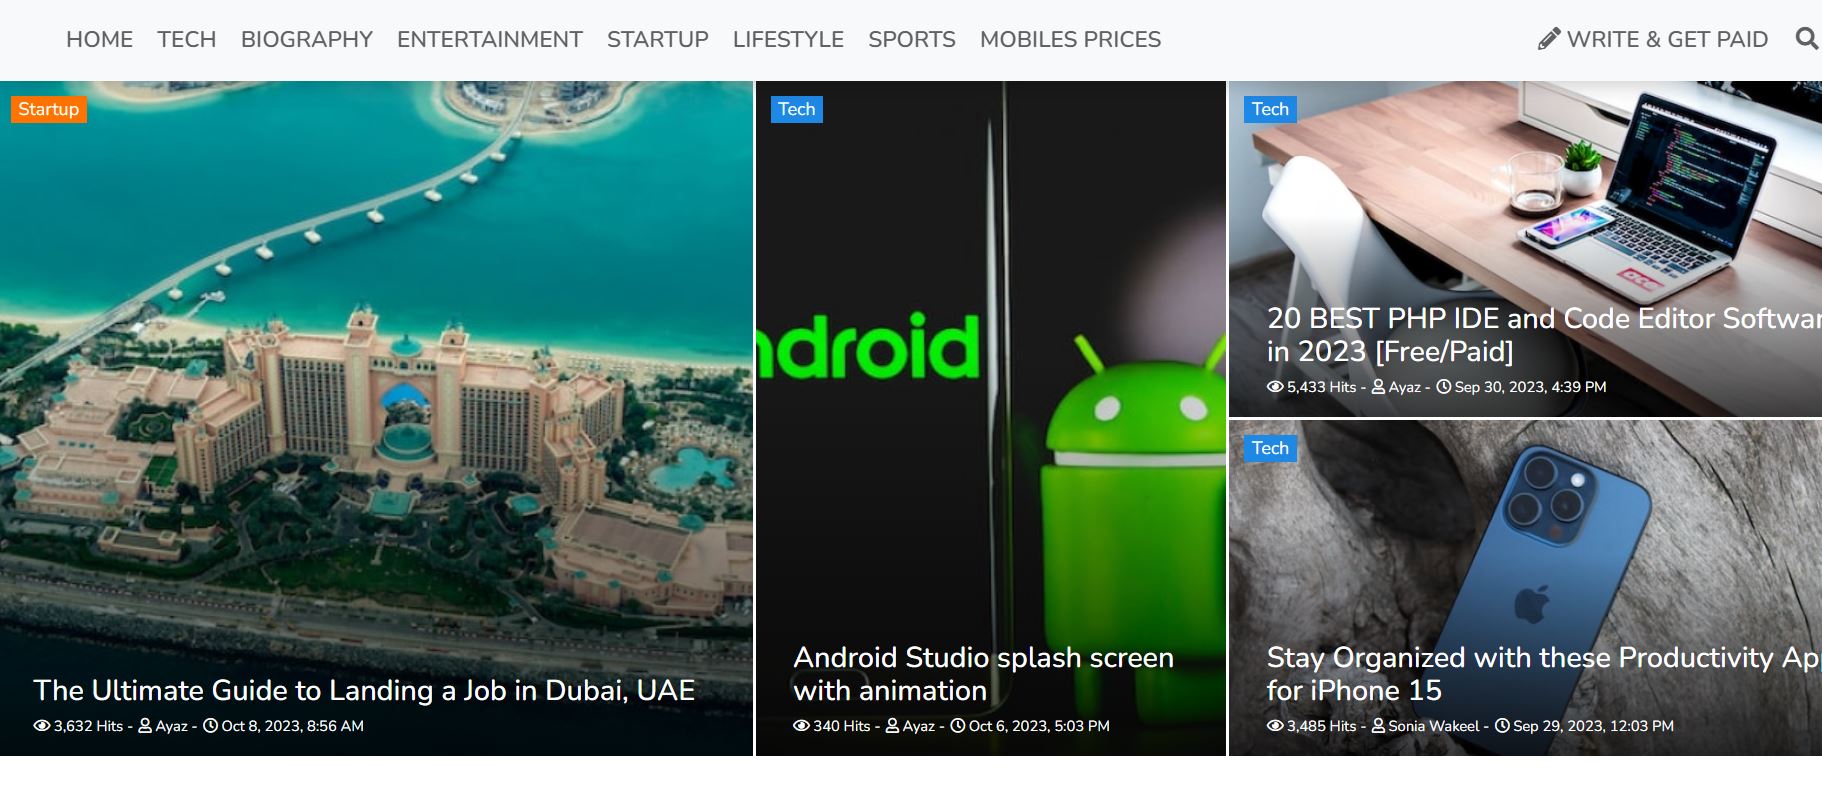 HOME TECH BIOGRAPHY ENTERTAINMENT STARTUP LIFESTYLE SPORTS MOBILES PRICES WRITE & GET PAID
Startup
The Ultimate Guide to Landing a Job in Dubai, UAE
3,632 Hits - Ayaz - Oct 8, 2023, 8:56 AM
Tech
ndroid
Android Studio splash screen
with animation
340 Hits - Ayaz - Oct 6, 2023, 5:03 PM
Tech
20 BEST PHP IDE and Code Editor Softwar
in 2023 [Free/Paid]
5,433 Hits - Ayaz - Sep 30, 2023, 4:39 PM
Tech
Stay Organized with these Productivity Ap
for iPhone 15
3,485 Hits - Sonia Wakeel - Sep 29, 2023, 12:03 PM